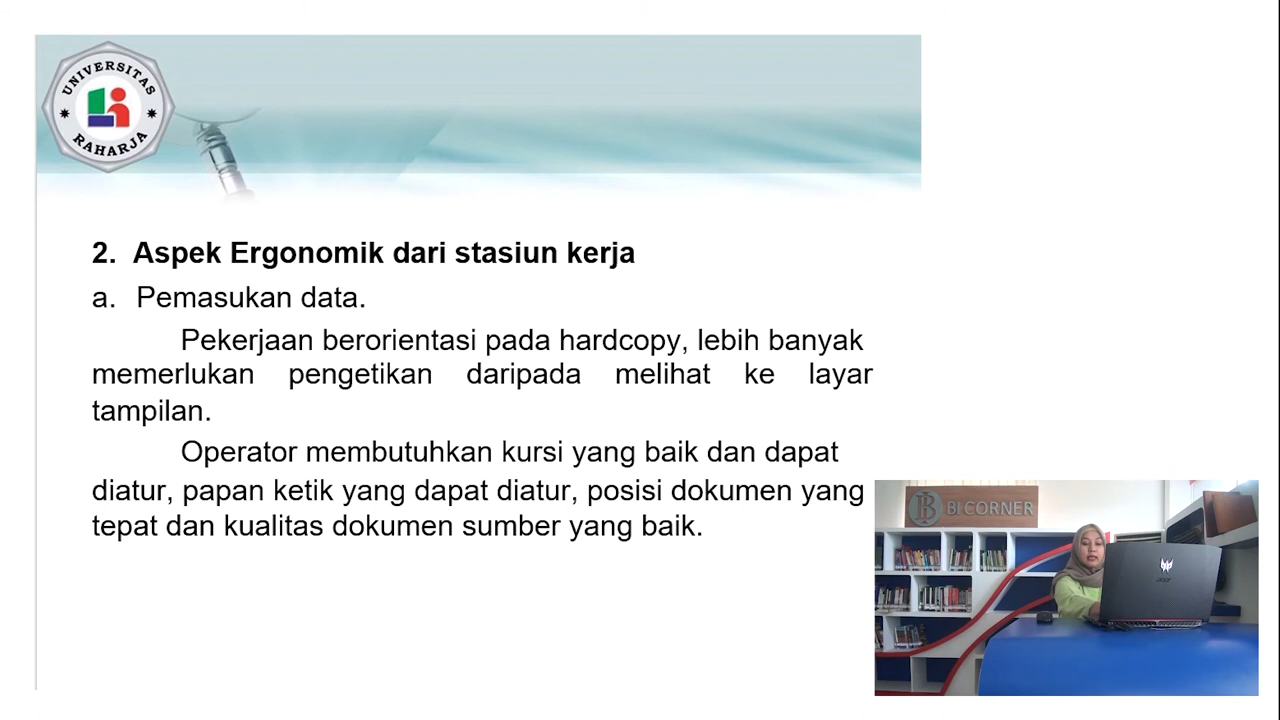 UNIVERSITAS
RAHARJA
2. Aspek Ergonomik dari stasiun kerja
a. Pemasukan data.
Pekerjaan berorientasi pada hardcopy, lebih banyak
memerlukan pengetikan daripada melihat ke layar
tampilan.
Operator membutuhkan kursi yang baik dan dapat
diatur, papan ketik yang dapat diatur, posisi dokumen yang
tepat dan kualitas dokumen sumber yang baik.
BI CORNER
acer